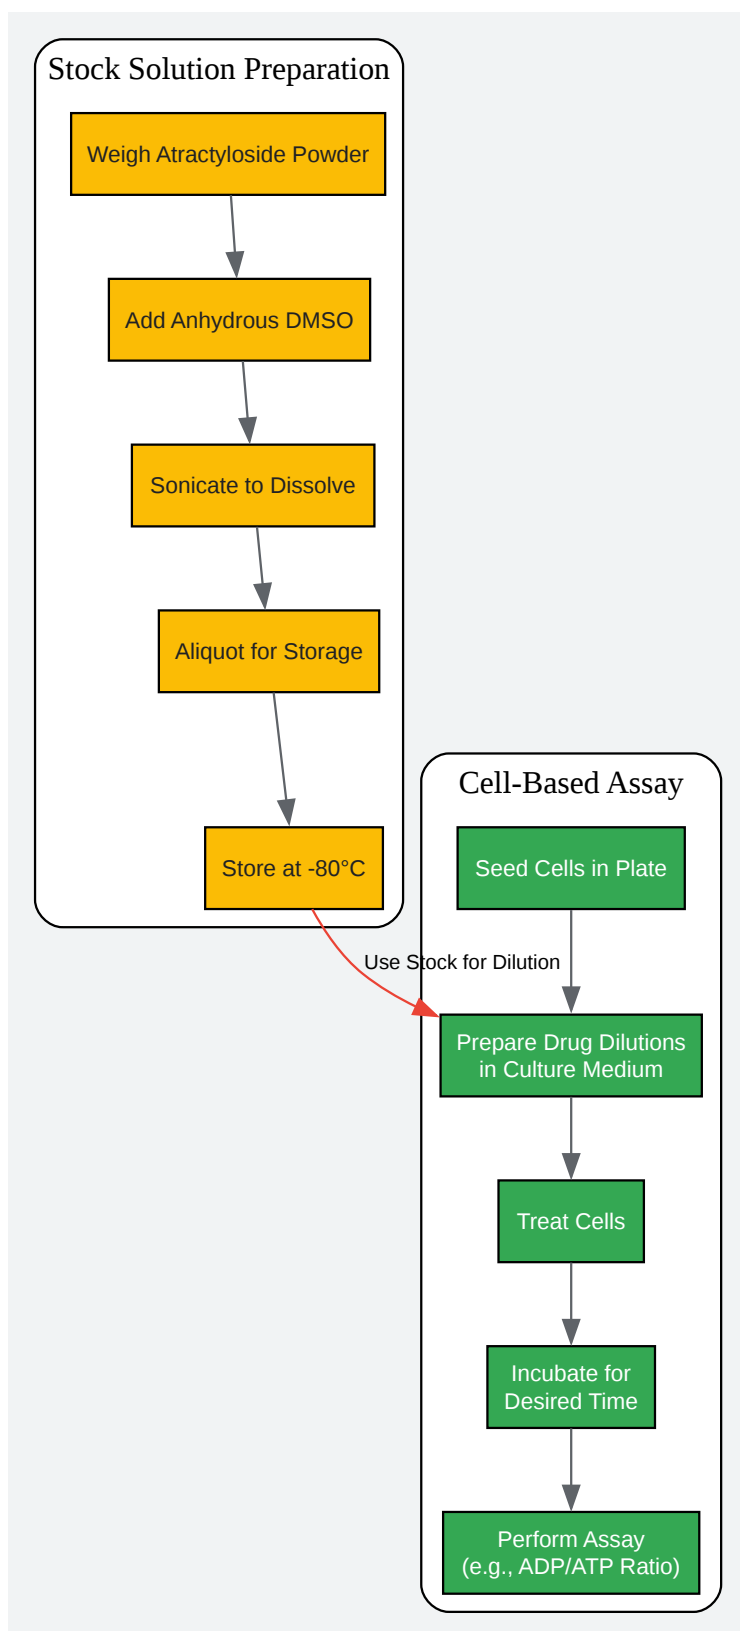 Stock Solution Preparation
Weigh Atractyloside Powder
Add Anhydrous DMSO
Sonicate to Dissolve
Aliquot for Storage
Store at -80°C
Use Stock for Dilution
Cell-Based Assay
Seed Cells in Plate
Prepare Drug Dilutions
in Culture Medium
Treat Cells
Incubate for
Desired Time
Perform Assay
(e.g., ADP/ATP Ratio)